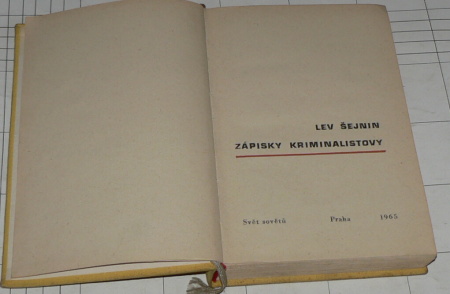 LEV ŠEJNIN
ZÁPISKY KRIMINALISTOVY
Svět sovětů Praha 1965